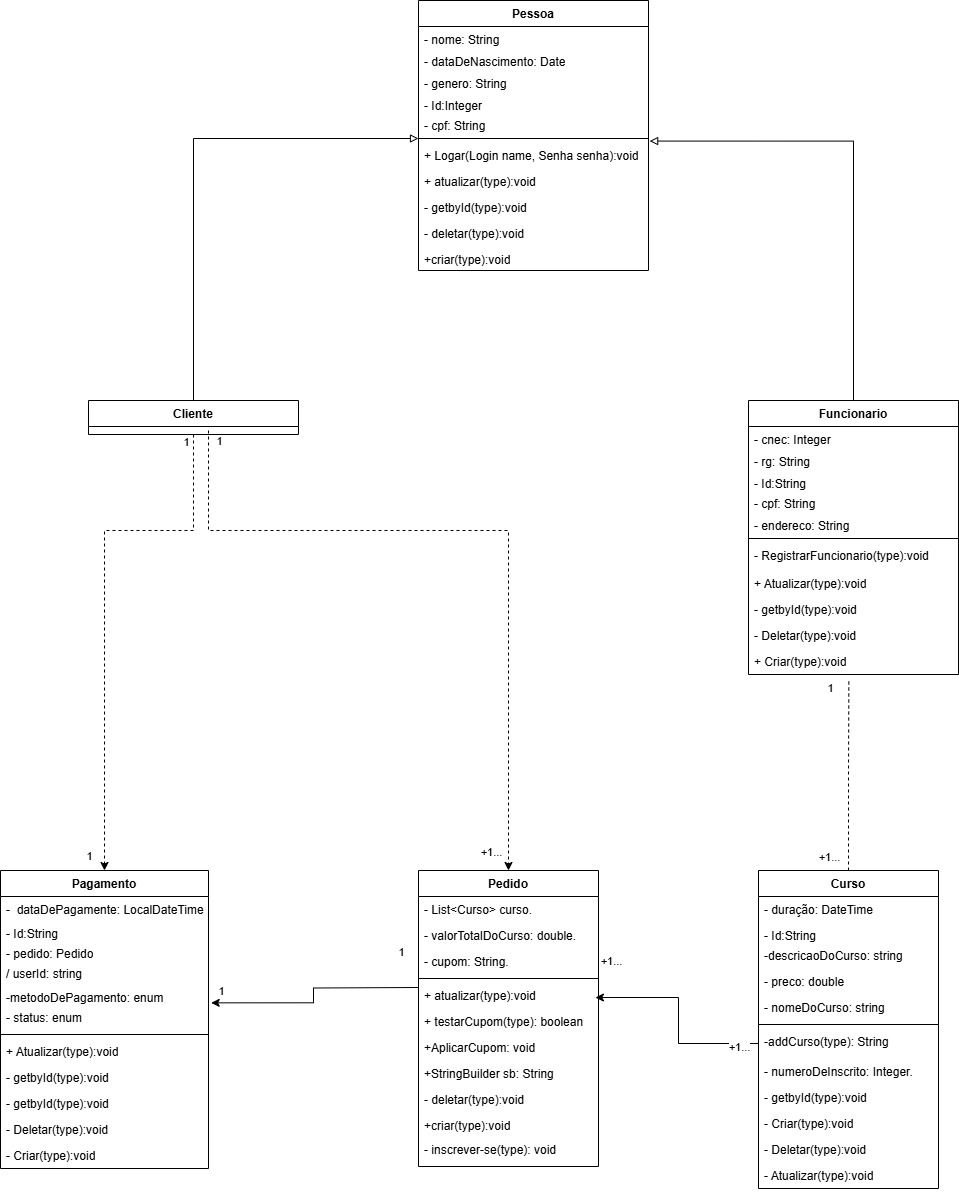 Pessoa
- nome: String
- dataDeNascimento: Date
- genero: String
- Id:Integer
- cpf: String
+ Logar(Login name, Senha senha):void
+ atualizar(type):void
- getbyId(type):void
- deletar(type):void
+criar(type):void
Cliente
1
1
Funcionario
- cnec: Integer
- rg: String
- Id:String
- cpf: String
- endereco: String
- RegistrarFuncionario(type):void
+ Atualizar(type):void
- getbyId(type):void
- Deletar(type):void
+ Criar(type):void
1
1
+1...
+1...
Pagamento
- dataDePagamente: LocalDateTime
- Id:String
- pedido: Pedido
/ userId: string
-metodoDePagamento: enum
- status: enum
+ Atualizar(type):void
- getbyId(type):void
- getbyId(type):void
- Deletar(type):void
- Criar(type):void
1
1
Pedido
- List<Curso> curso.
- valorTotalDoCurso: double.
- cupom: String.
+ atualizar(type):void
+ testarCupom(type): boolean
+AplicarCupom: void
+StringBuilder sb: String
- deletar(type):void
+criar(type):void
- inscrever-se(type): void
+1...
+1...
Curso
- duração: DateTime
- Id:String
-descricaoDoCurso: string
- preco: double
- nomeDoCurso: string
-addCurso(type): String
- numeroDeInscrito: Integer.
- getbyId(type):void
- Criar(type):void
- Deletar(type):void
- Atualizar(type):void